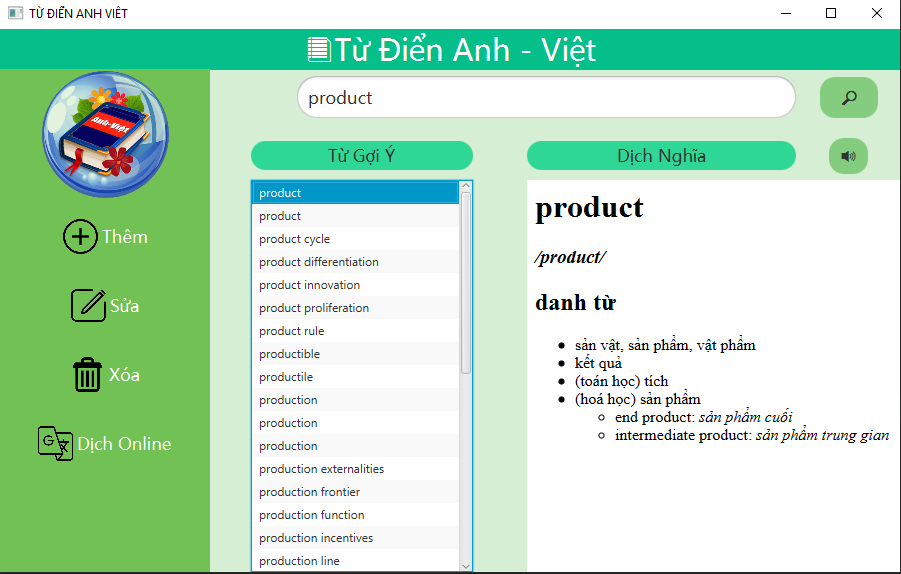 TỪ ĐIỂN ANH VIỆT
Từ Điển Anh - Việt
Anh-Việt
product
Từ Gợi Ý
Dịch Nghĩa
Thêm
Sửa
Xóa
Dịch Online
product
product
product cycle
product differentiation
product innovation
product proliferation
product rule
productible
productile
production
production
production
production externalities
production frontier
production function
production incentives
production line
product
/product/
danh từ
sản vật, sản phẩm, vật phẩm
kết quả
(toán học) tích
(hoá học) sản phẩm
end product: sản phẩm cuối
intermediate product: sản phẩm trung gian